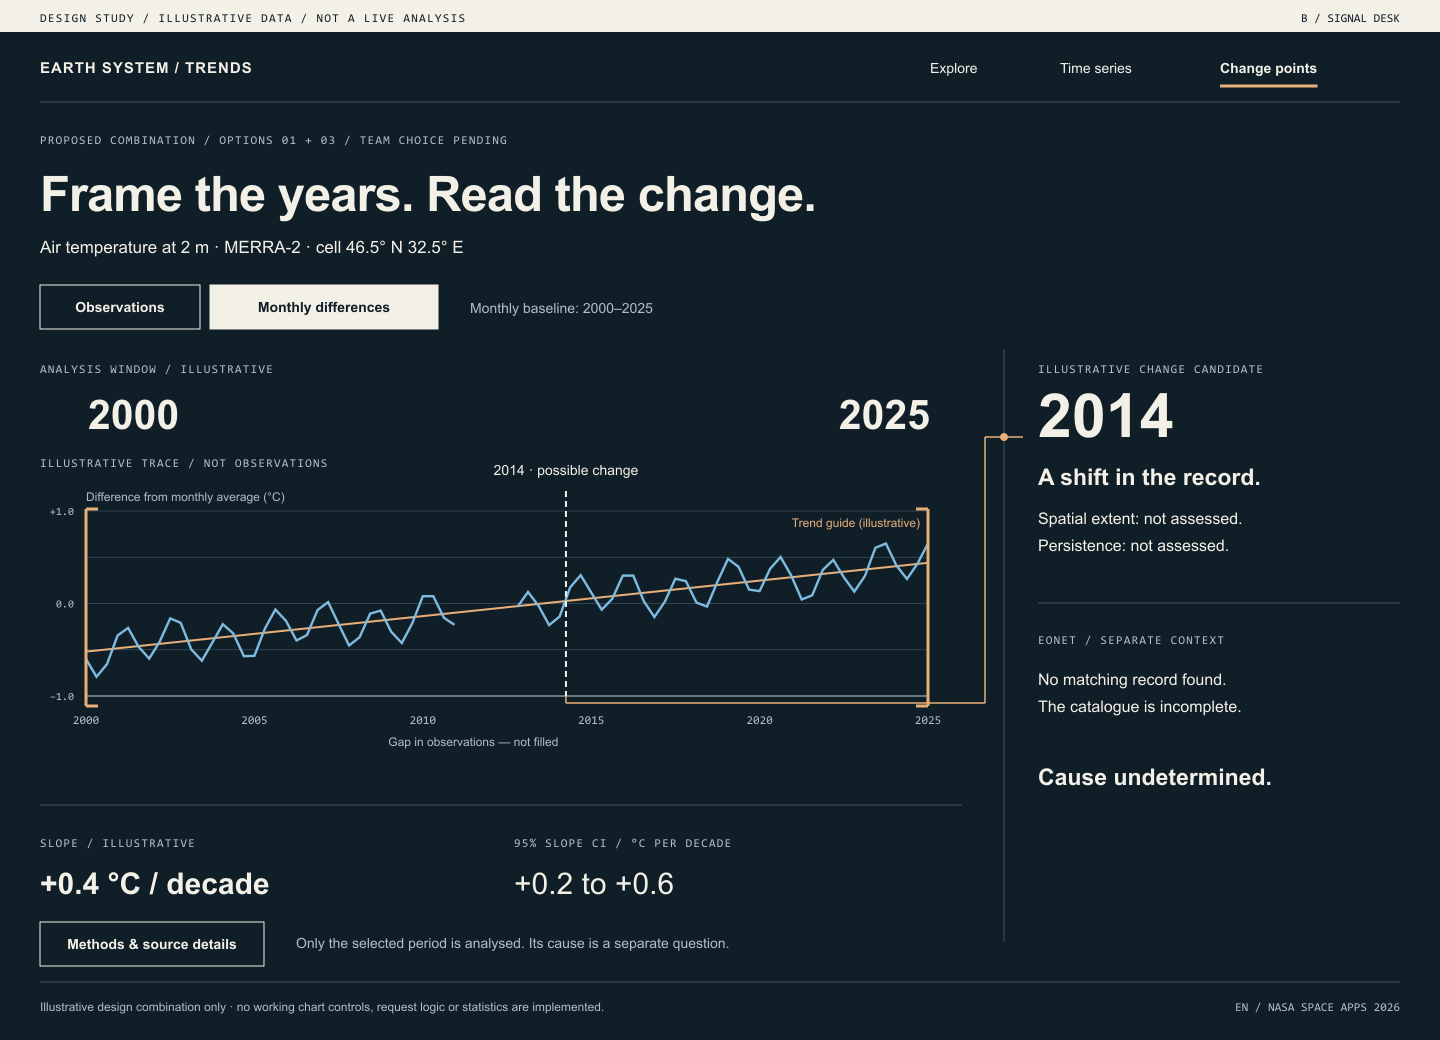 DESIGN STUDY / ILLUSTRATIVE DATA / NOT A LIVE ANALYSIS
B / SIGNAL DESK
EARTH SYSTEM / TRENDS
Explore
Time series
Change points
PROPOSED COMBINATION / OPTIONS 01 + 03 / TEAM CHOICE PENDING
Frame the years. Read the change.
Air temperature at 2 m · MERRA-2 · cell 46.5° N 32.5° E
Observations
Monthly differences
Monthly baseline: 2000–2025
ANALYSIS WINDOW / ILLUSTRATIVE
2000
2025
ILLUSTRATIVE TRACE / NOT OBSERVATIONS
2014 · possible change
Difference from monthly average (°C)
Trend guide (illustrative)
+1.0
0.0
−1.0
2000
2005
2010
2015
2020
2025
Gap in observations — not filled
ILLUSTRATIVE CHANGE CANDIDATE
2014
A shift in the record.
Spatial extent: not assessed.
Persistence: not assessed.
EONET / SEPARATE CONTEXT
No matching record found.
The catalogue is incomplete.
Cause undetermined.
SLOPE / ILLUSTRATIVE
+0.4 °C / decade
95% SLOPE CI / °C PER DECADE
+0.2 to +0.6
Methods & source details
Only the selected period is analysed. Its cause is a separate question.
Illustrative design combination only · no working chart controls, request logic or statistics are implemented.
EN / NASA SPACE APPS 2026